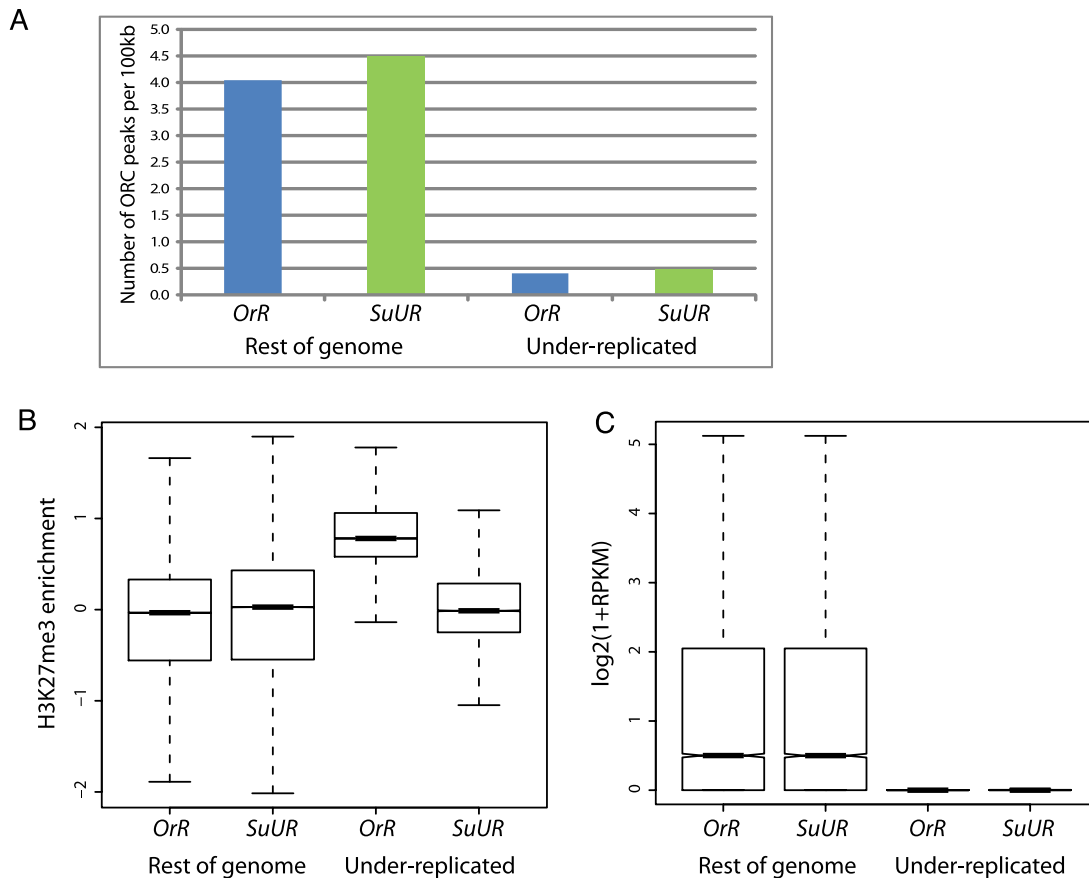 A
Number of ORC peaks per 100kb
5.0
4.5
4.0
3.5
3.0
2.5
2.0
1.5
1.0
0.5
0.0
OrR
SuUR
OrR
SuUR
Rest of genome
Under-replicated
B
H3K27me3 enrichment
2
1
0
−1
−2
OrR
SuUR
OrR
SuUR
Rest of genome
Under-replicated
C
log2(1+RPKM)
5
4
3
2
1
0
OrR
SuUR
OrR
SuUR
Rest of genome
Under-replicated